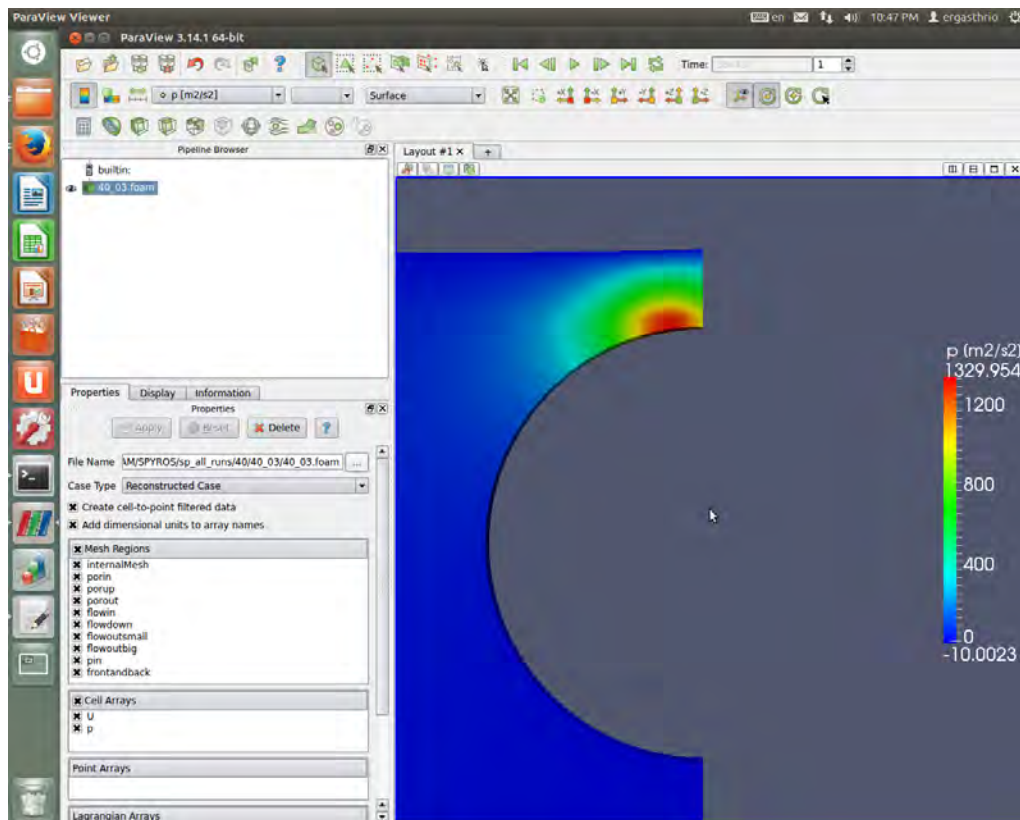 ParaView Viewer
en 10:47 PM ergasthrio
ParaView 3.14.1 64-bit
Time: 1
p [m2/s2] Surface
Pipeline Browser
Layout #1 x +
builtin:
40_03.foam
p (m2/s2)
1329.954
1200
800
400
0
-10.0023
Properties Display Information
Properties
Apply Reset Delete ?
File Name AM/SPYROS/sp_all_runs/40/40_03/40_03.foam ...
Case Type Reconstructed Case
Create cell-to-point filtered data
Add dimensional units to array names
Mesh Regions
internalMesh
porin
porup
porout
flowin
flowdown
flowoutsmall
flowoutbig
pin
frontandback
Cell Arrays
U
p
Point Arrays
Lagrangian Arrays